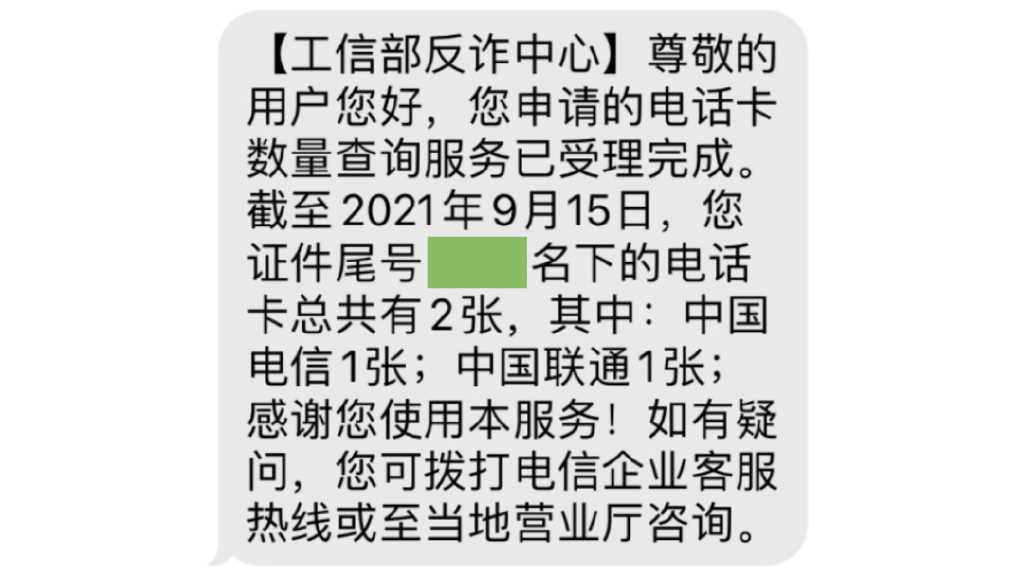 【工信部反诈中心】尊敬的
用户您好，您申请的电话卡
数量查询服务已受理完成。
截至2021年9月15日，您
证件尾号 名下的电话
卡总共有2张，其中：中国
电信1张；中国联通1张；
感谢您使用本服务！如有疑
问，您可拨打电信企业客服
热线或至当地营业厅咨询。